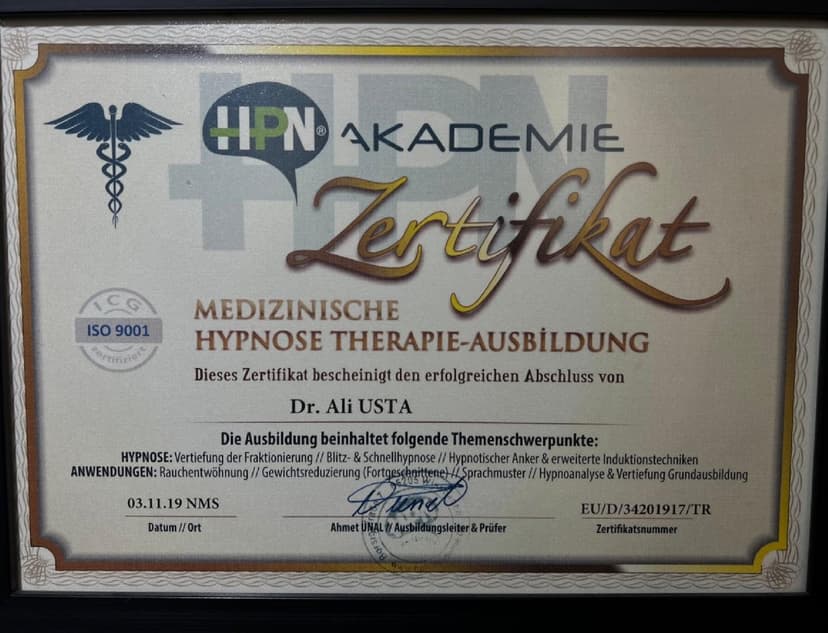 HPN® AKADEMIE
Zertifikat
ICG
ISO 9001
zertifiziert
MEDIZINISCHE
HYPNOSE THERAPIE-AUSBİLDUNG
Dieses Zertifikat bescheinigt den erfolgreichen Abschluss von
Dr. Ali USTA
Die Ausbildung beinhaltet folgende Themenschwerpunkte:
HYPNOSE: Vertiefung der Fraktionierung // Blitz- & Schnellhypnose // Hypnotischer Anker & erweiterte Induktionstechniken
ANWENDUNGEN: Rauchentwöhnung // Gewichtsreduzierung (Fortgeschnittene) // Sprachmuster // Hypnoanalyse & Vertiefung Grundausbildung
03.11.19 NMS
EU/D/34201917/TR
Datum // Ort
Ahmet ÜNAL // Ausbildungsleiter & Prüfer
Zertifikatsnummer